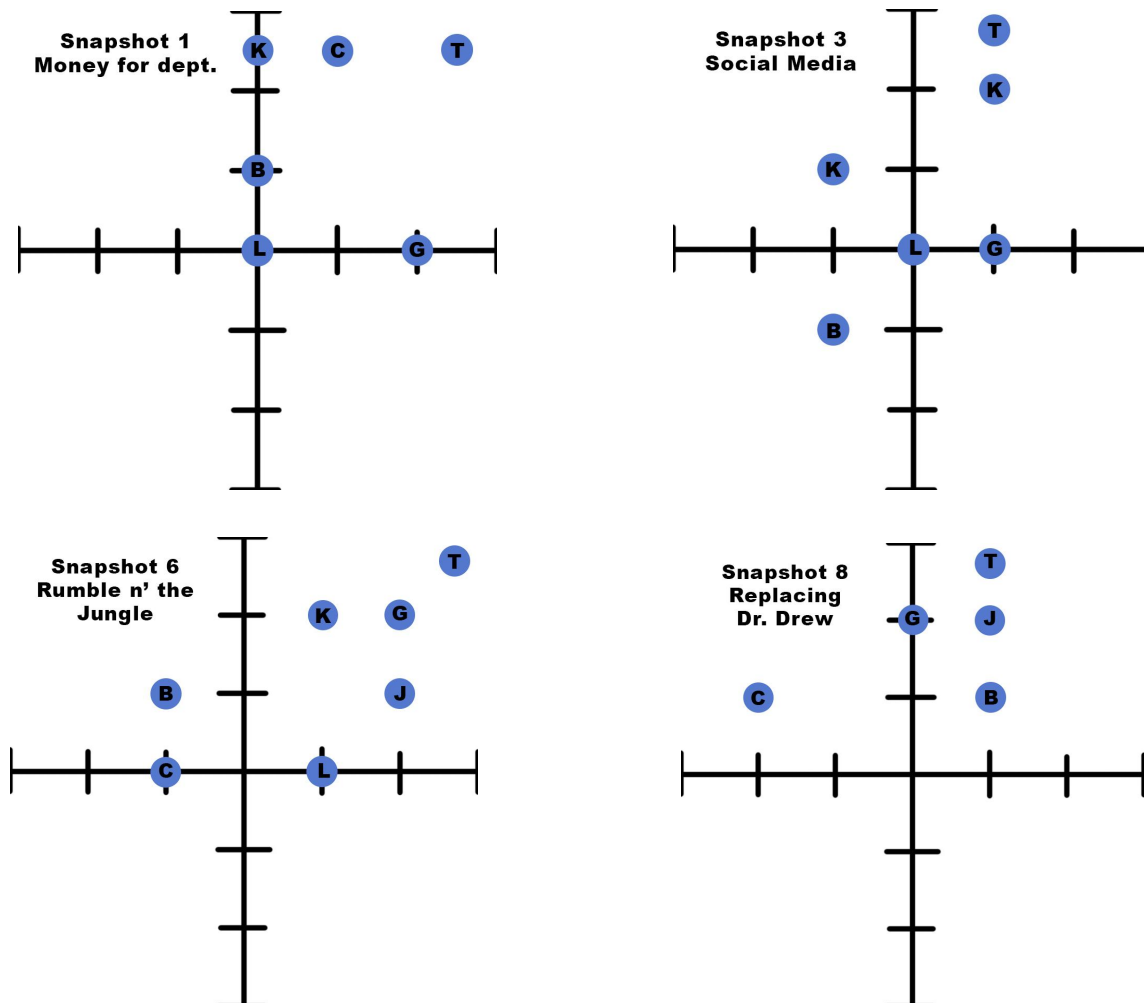 Snapshot 1
Money for dept.
K
C
T
B
L
G
Snapshot 3
Social Media
T
K
K
L
G
B
Snapshot 6
Rumble n’ the
Jungle
T
K
G
B
J
C
L
Snapshot 8
Replacing
Dr. Drew
T
G
J
C
B